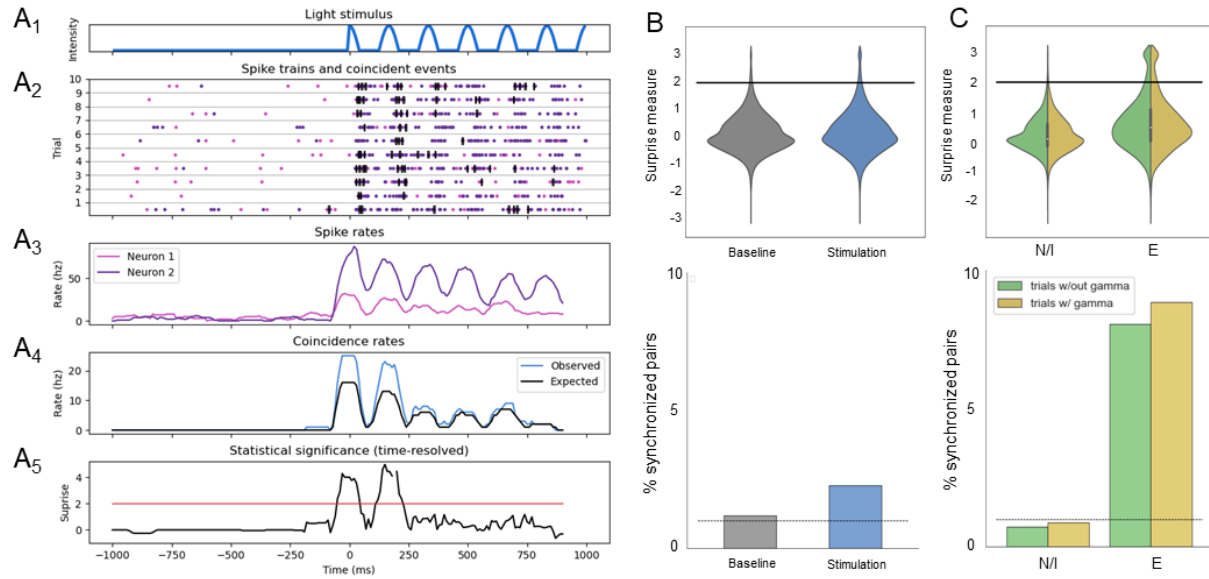 A1
Light stimulus
Intensity
A2
Spike trains and coincident events
Trial
10
9
8
7
6
5
4
3
2
1
A3
Spike rates
Rate (hz)
50
0
Neuron 1
Neuron 2
A4
Coincidence rates
Rate (hz)
20
10
0
Observed
Expected
A5
Statistical significance (time-resolved)
Suprise
4
2
0
−1000
−750
−500
−250
0
250
500
750
1000
Time (ms)
B
Surprise measure
3
2
1
0
-1
-2
-3
Baseline
Stimulation
% synchronized pairs
10
5
0
Baseline
Stimulation
C
Surprise measure
3
2
1
0
-1
-2
N/I
E
% synchronized pairs
10
5
0
trials w/out gamma
trials w/ gamma
N/I
E